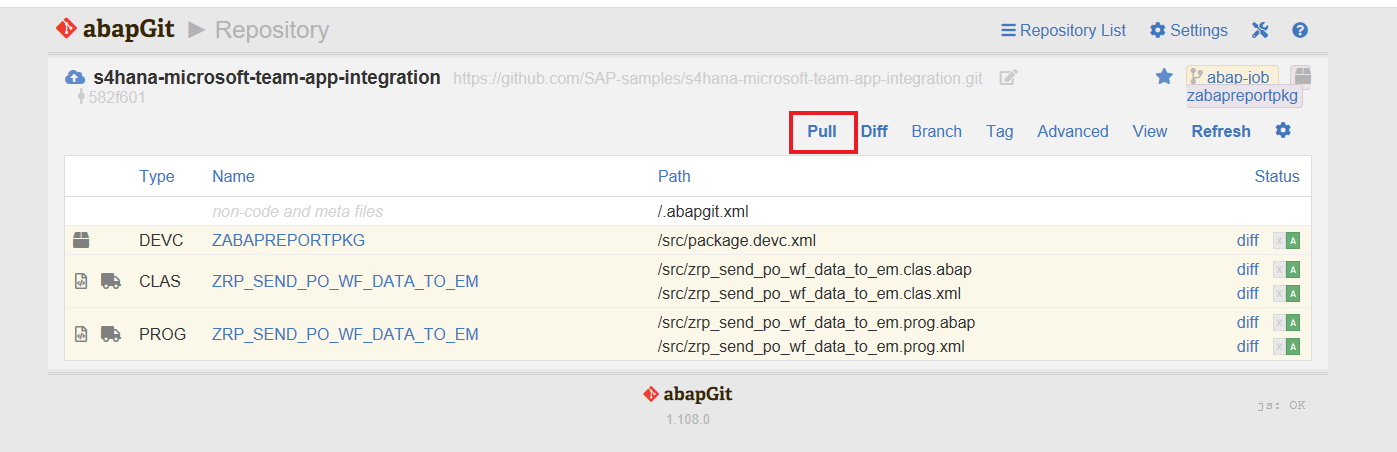 abapGit ▶ Repository
Repository List Settings
s4hana-microsoft-team-app-integration https://github.com/SAP-samples/s4hana-microsoft-team-app-integration.git abap-job
582f601 zabapreportpkg
Pull Diff Branch Tag Advanced View Refresh
Type Name Path Status
non-code and meta files /.abapgit.xml
DEVC ZABAPREPORTPKG /src/package.devc.xml diff X A
/src/zrp_send_po_wf_data_to_em.clas.abap diff X A
CLAS ZRP_SEND_PO_WF_DATA_TO_EM
/src/zrp_send_po_wf_data_to_em.clas.xml diff X A
/src/zrp_send_po_wf_data_to_em.prog.abap diff X A
PROG ZRP_SEND_PO_WF_DATA_TO_EM
/src/zrp_send_po_wf_data_to_em.prog.xml diff X A
abapGit
1.108.0
js: OK